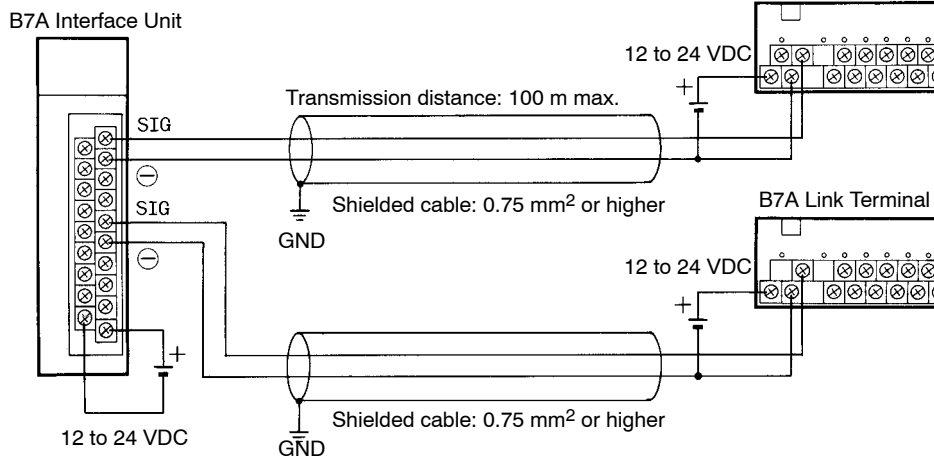 B7A Interface Unit
12 to 24 VDC
+
Transmission distance: 100 m max.
SIG
−
Shielded cable: 0.75 mm² or higher
GND
SIG
−
B7A Link Terminal
12 to 24 VDC
+
+
12 to 24 VDC
Shielded cable: 0.75 mm² or higher
GND